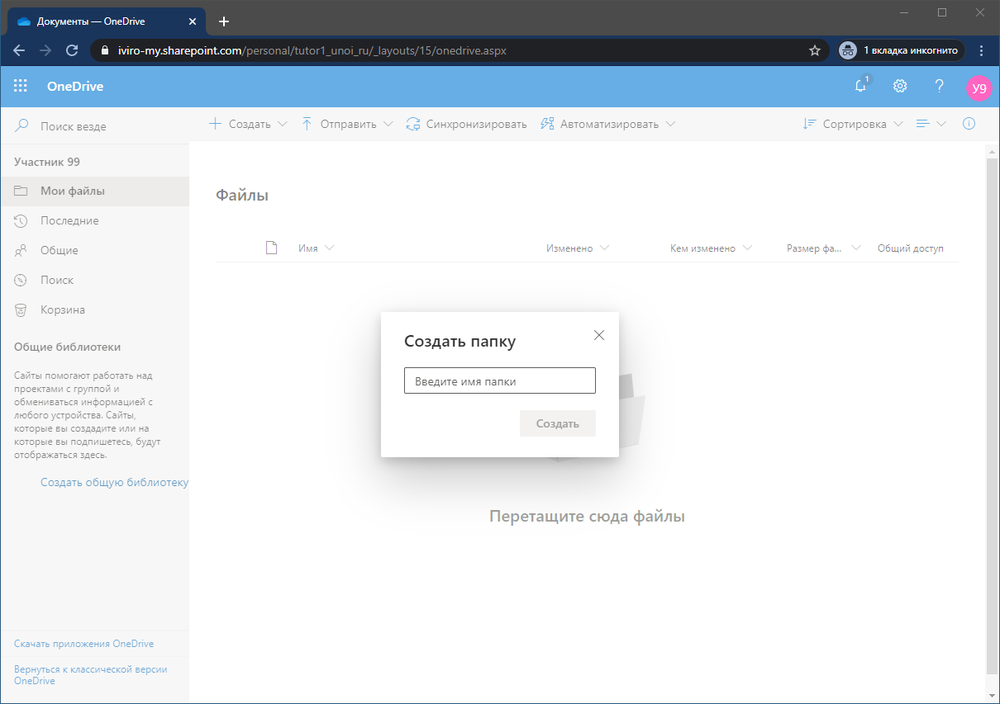 Документы — OneDrive
iviro-my.sharepoint.com/personal/tutor1_unoi_ru/_layouts/15/onedrive.aspx
1 вкладка инкогнито
OneDrive
1
?
У9
Поиск везде
Создать
Отправить
Синхронизировать
Автоматизировать
Сортировка
Участник 99
Мои файлы
Последние
Общие
Поиск
Корзина
Общие библиотеки
Сайты помогают работать над
проектами с группой и
обмениваться информацией с
любого устройства. Сайты,
которые вы создадите или на
которые вы подпишетесь, будут
отображаться здесь.
Создать общую библиотеку
Скачать приложения OneDrive
Вернуться к классической версии
OneDrive
Файлы
Имя
Изменено
Кем изменено
Размер фа...
Общий доступ
Создать папку
Введите имя папки
Создать
Перетащите сюда файлы